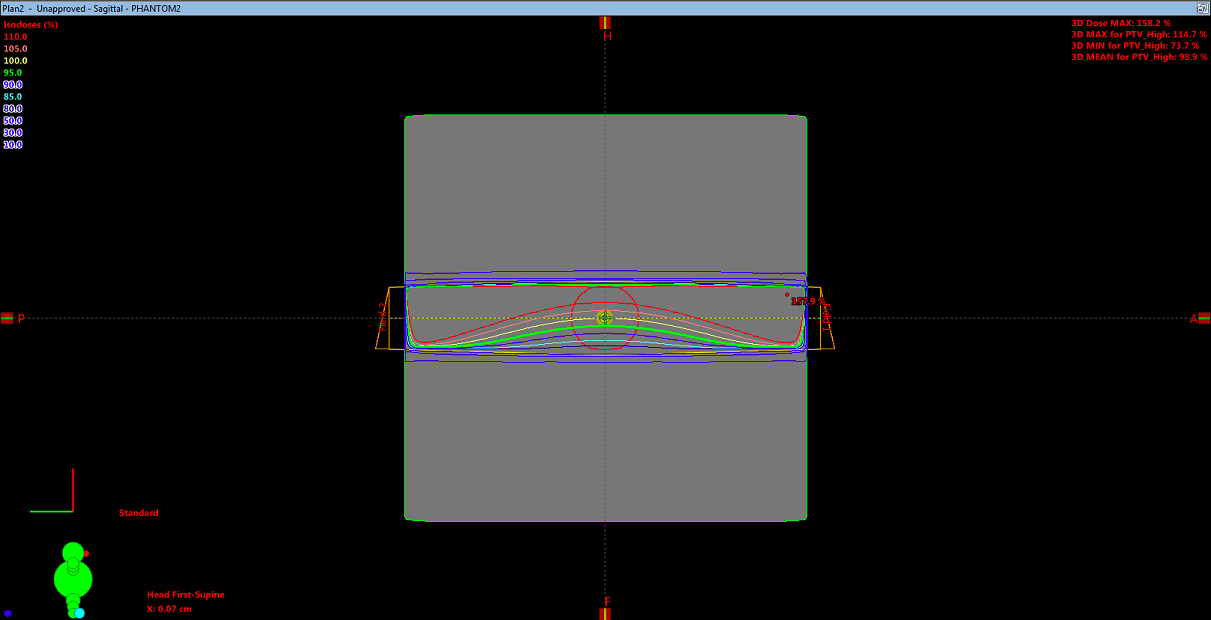 Plan2 - Unapproved - Sagittal - PHANTOM2
Isodoses (%)
110.0
105.0
100.0
95.0
90.0
85.0
80.0
50.0
30.0
10.0
3D Dose MAX: 158.2 %
3D MAX for PTV_High: 114.7 %
3D MIN for PTV_High: 73.7 %
3D MEAN for PTV_High: 98.9 %
H
P
A
157.9 %
F
Standard
Head First-Supine
X: 0.07 cm